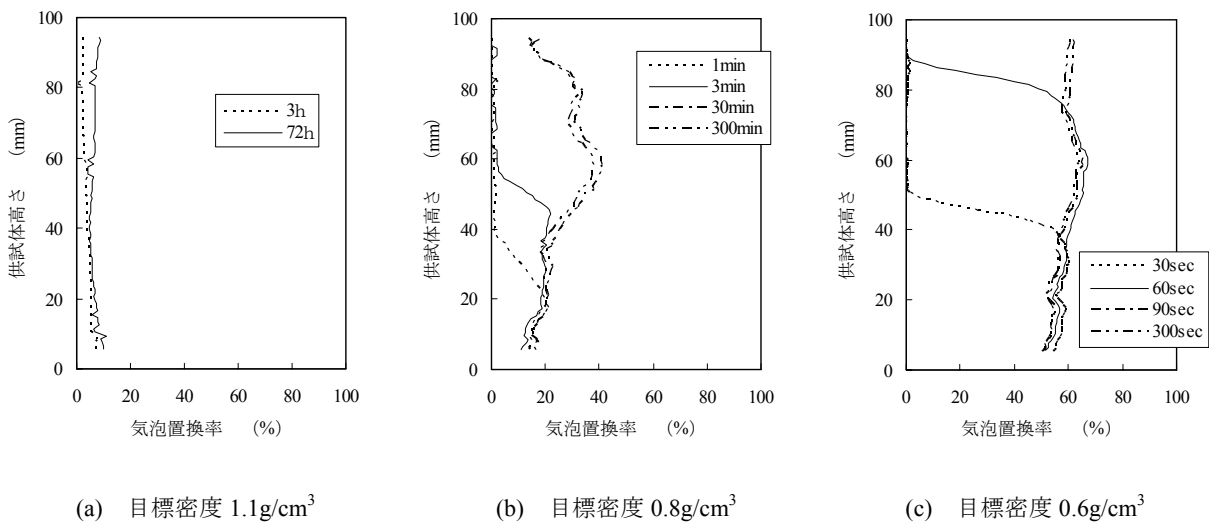 100
80
60
40
20
0
供試体高さ (mm)
3h
72h
0 20 40 60 80 100
気泡置換率 (%)
(a) 目標密度 1.1g/cm³
100
80
60
40
20
0
供試体高さ (mm)
1min
3min
30min
300min
0 20 40 60 80 100
気泡置換率 (%)
(b) 目標密度 0.8g/cm³
100
80
60
40
20
0
供試体高さ (mm)
30sec
60sec
90sec
300sec
0 20 40 60 80 100
気泡置換率 (%)
(c) 目標密度 0.6g/cm³